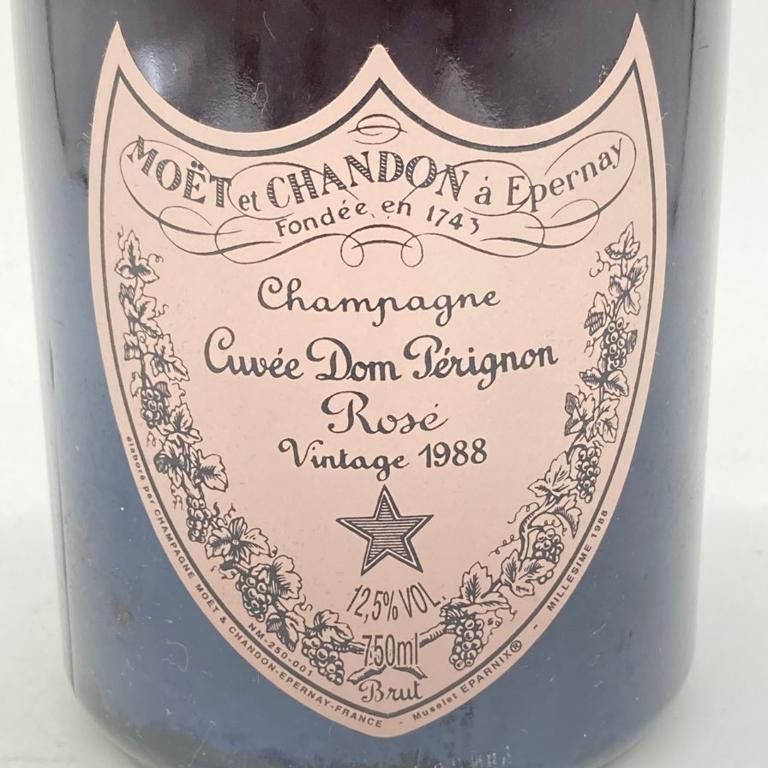 MOËT et CHANDON à Epernay
Fondée en 1743
Champagne
Cuvée Dom Pérignon
Rosé
Vintage 1988
12,5% VOL.
750ml
Brut
élaboré par CHAMPAGNE MOËT & CHANDON-EPERNAY-FRANCE - Muselet EPARNIX® - MILLESIME 1988
NM-250-001